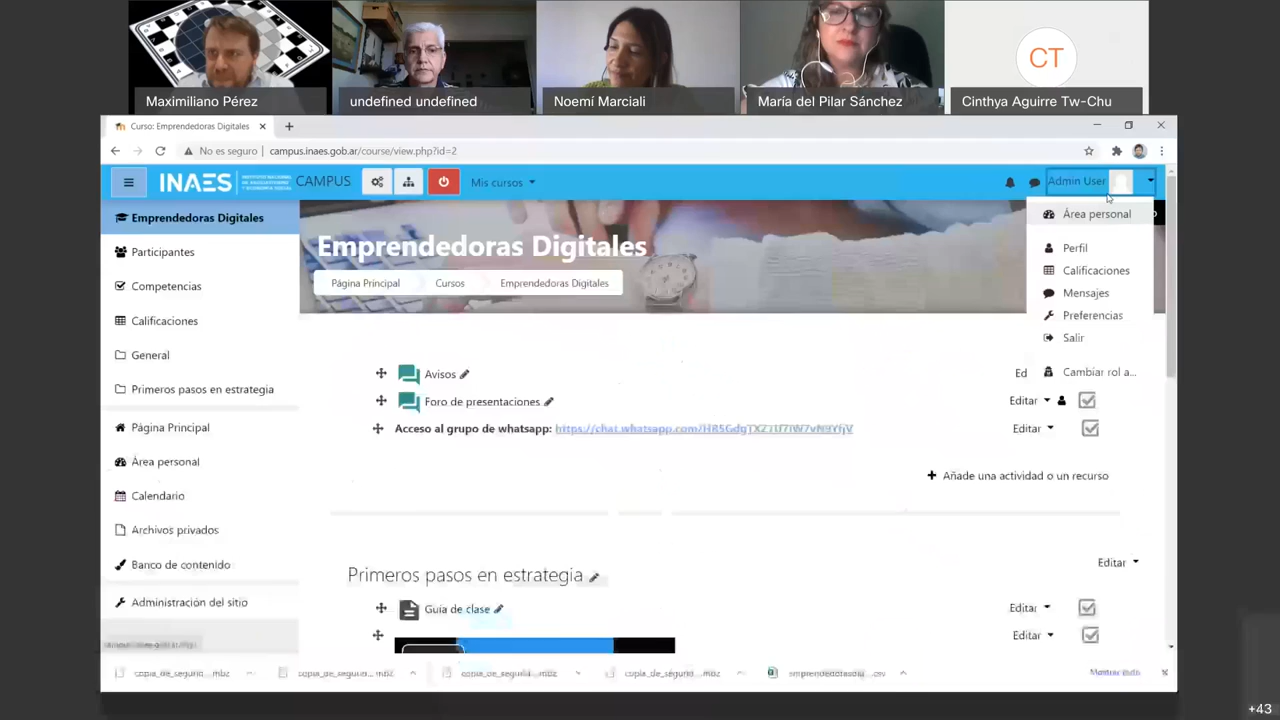 Maximiliano Pérez
undefined undefined
Noemí Marciali
María del Pilar Sánchez
CT
Cinthya Aguirre Tw-Chu
Curso: Emprendedoras Digitales
No es seguro
campus.inaes.gob.ar/course/view.php?id=2
INAES
CAMPUS
Mis cursos
Admin User
Emprendedoras Digitales
Participantes
Competencias
Calificaciones
General
Primeros pasos en estrategia
Página Principal
Área personal
Calendario
Archivos privados
Banco de contenido
Administración del sitio
Emprendedoras Digitales
Página Principal
Cursos
Emprendedoras Digitales
Área personal
Perfil
Calificaciones
Mensajes
Preferencias
Salir
Cambiar rol a...
Avisos
Ed
Foro de presentaciones
Editar
Acceso al grupo de whatsapp:
Editar
Añade una actividad o un recurso
Editar
Primeros pasos en estrategia
Guía de clase
Editar
Editar
+43